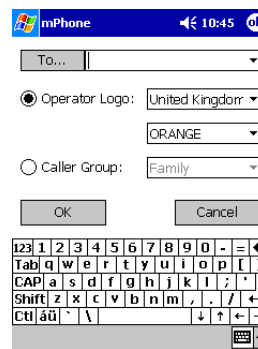 mPhone 10:45 ok
To...
Operator Logo: United Kingdom
ORANGE
Caller Group: Family
OK Cancel
123 1 2 3 4 5 6 7 8 9 0 - =
Tab q w e r t y u i o p [
CAP a s d f g h j k l ; '
Shift z x c v b n m , . /
Ctl áü ` \